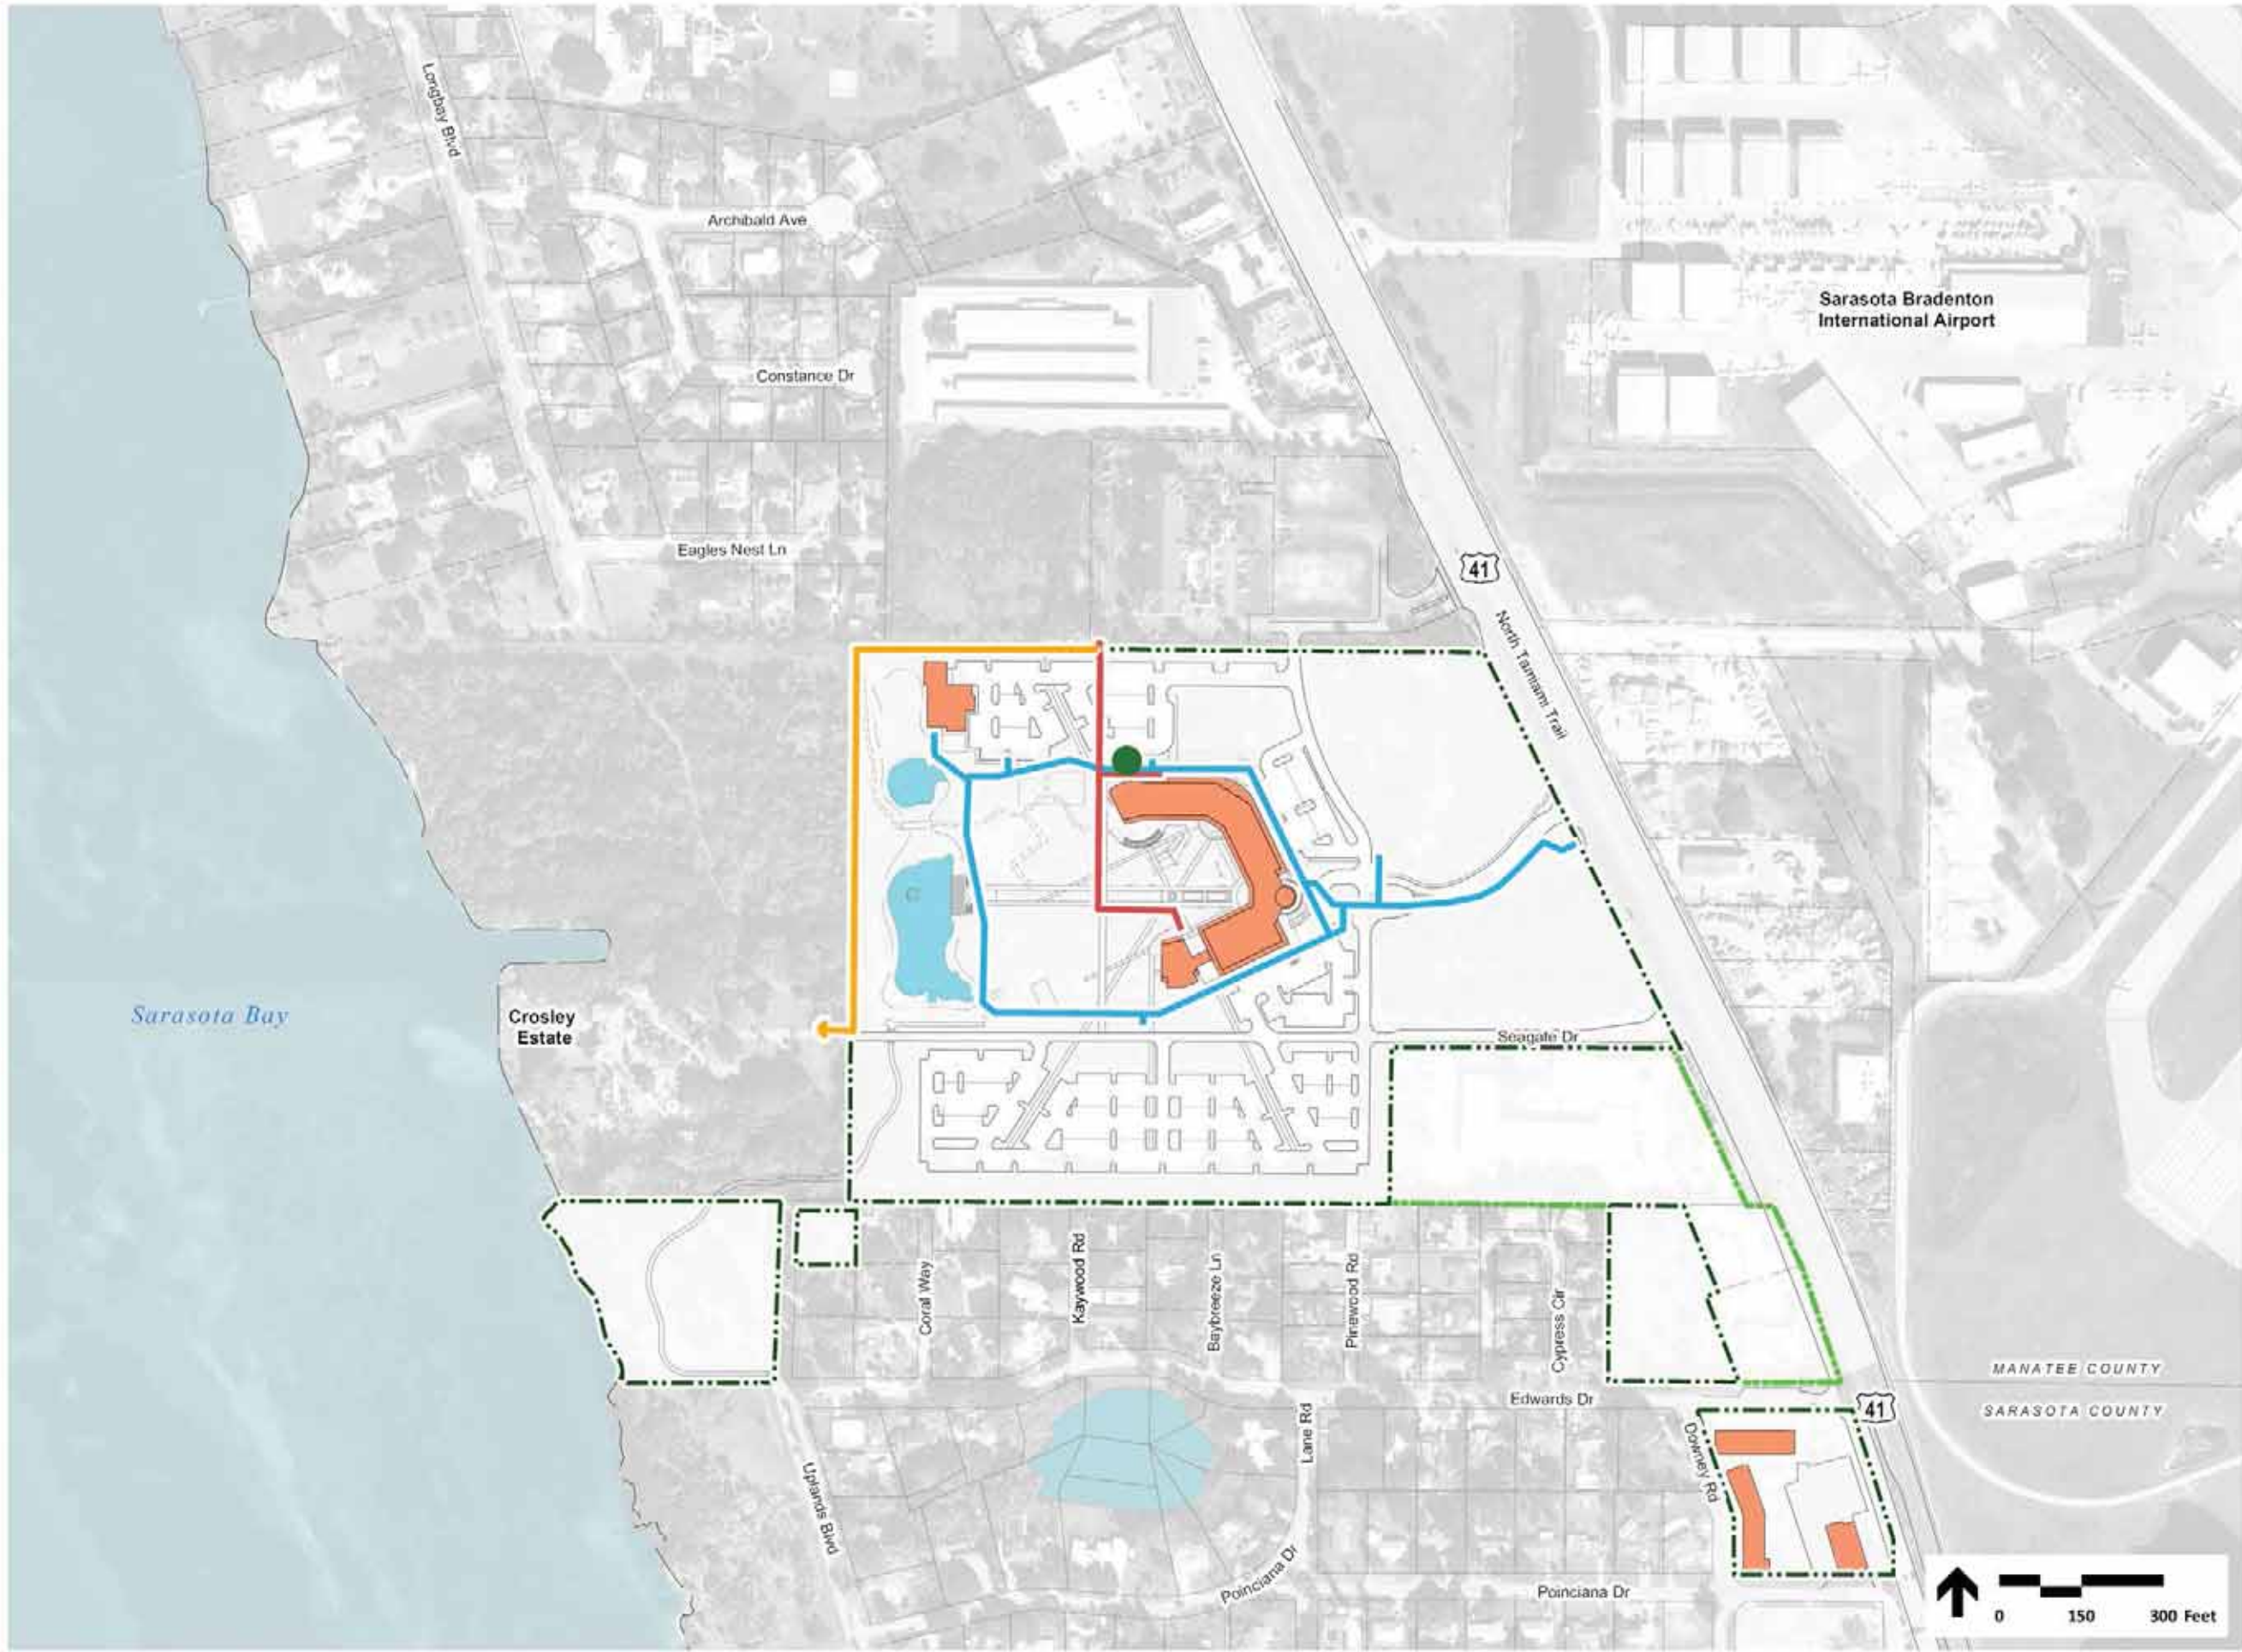 Longbay Blvd
Archibald Ave
Sarasota Bradenton
International Airport
Constance Dr
Eagles Nest Ln
41
North Tamiami Trail
Sarasota Bay
Crosley
Estate
Seagate Dr
Coral Way
Kaywood Rd
Baybreeze Ln
Pinewood Rd
Cypress Cir
MANATEE COUNTY
Edwards Dr
41
SARASOTA COUNTY
Lane Rd
Downey Rd
Uplands Blvd
Poinciana Dr
Poinciana Dr
0 150 300 Feet